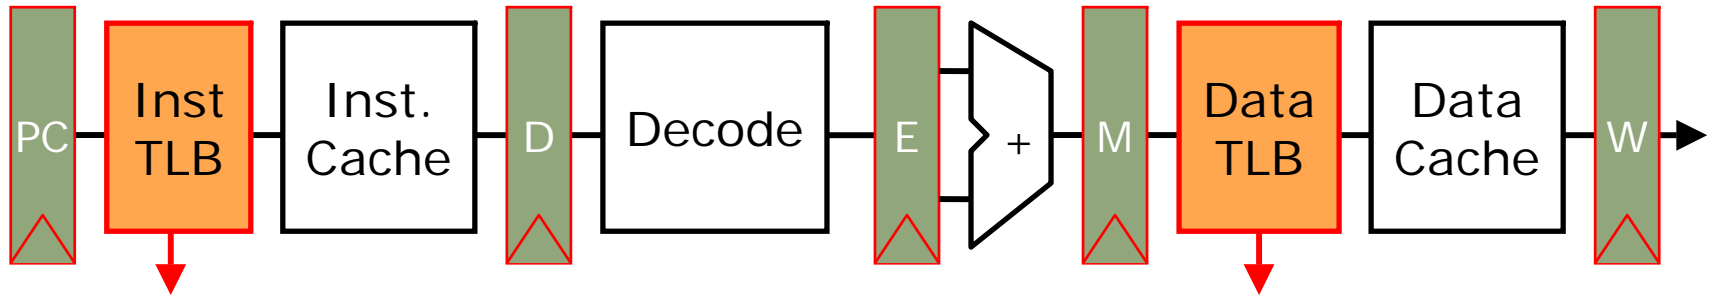 PC
Inst
TLB
Inst.
Cache
D
Decode
E
+
M
Data
TLB
Data
Cache
W